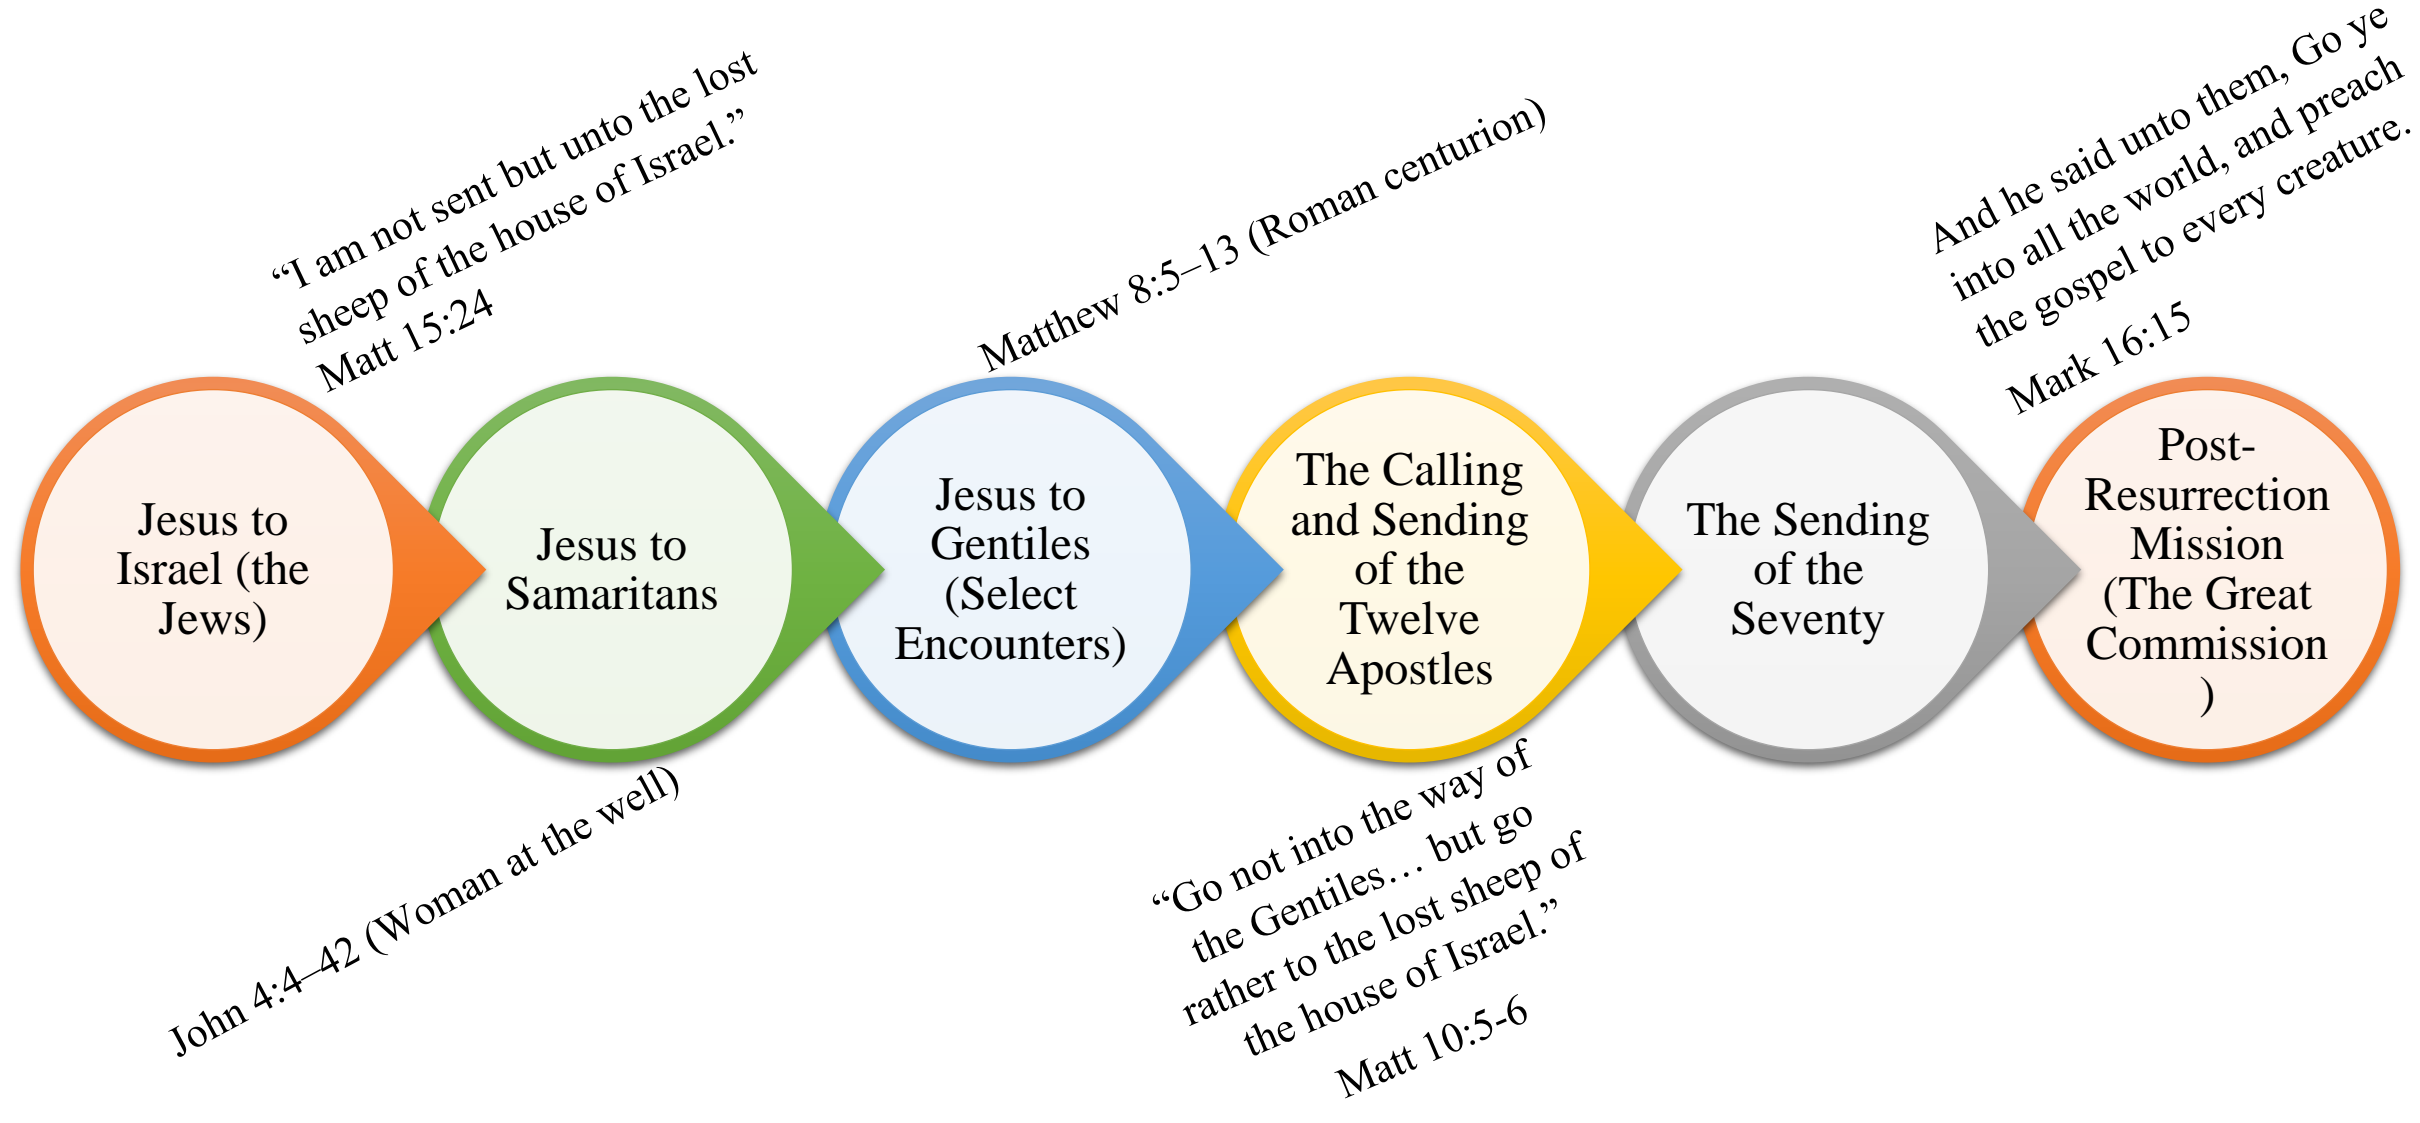 “I am not sent but unto the lost
sheep of the house of Israel.”
Matt 15:24
Matthew 8:5–13 (Roman centurion)
And he said unto them, Go ye
into all the world, and preach
the gospel to every creature.
Mark 16:15
Jesus to
Israel (the
Jews)
Jesus to
Samaritans
Jesus to
Gentiles
(Select
Encounters)
The Calling
and Sending
of the
Twelve
Apostles
The Sending
of the
Seventy
Post-
Resurrection
Mission
(The Great
Commission
)
John 4:4–42 (Woman at the well)
“Go not into the way of
the Gentiles… but go
rather to the lost sheep of
the house of Israel.”
Matt 10:5-6